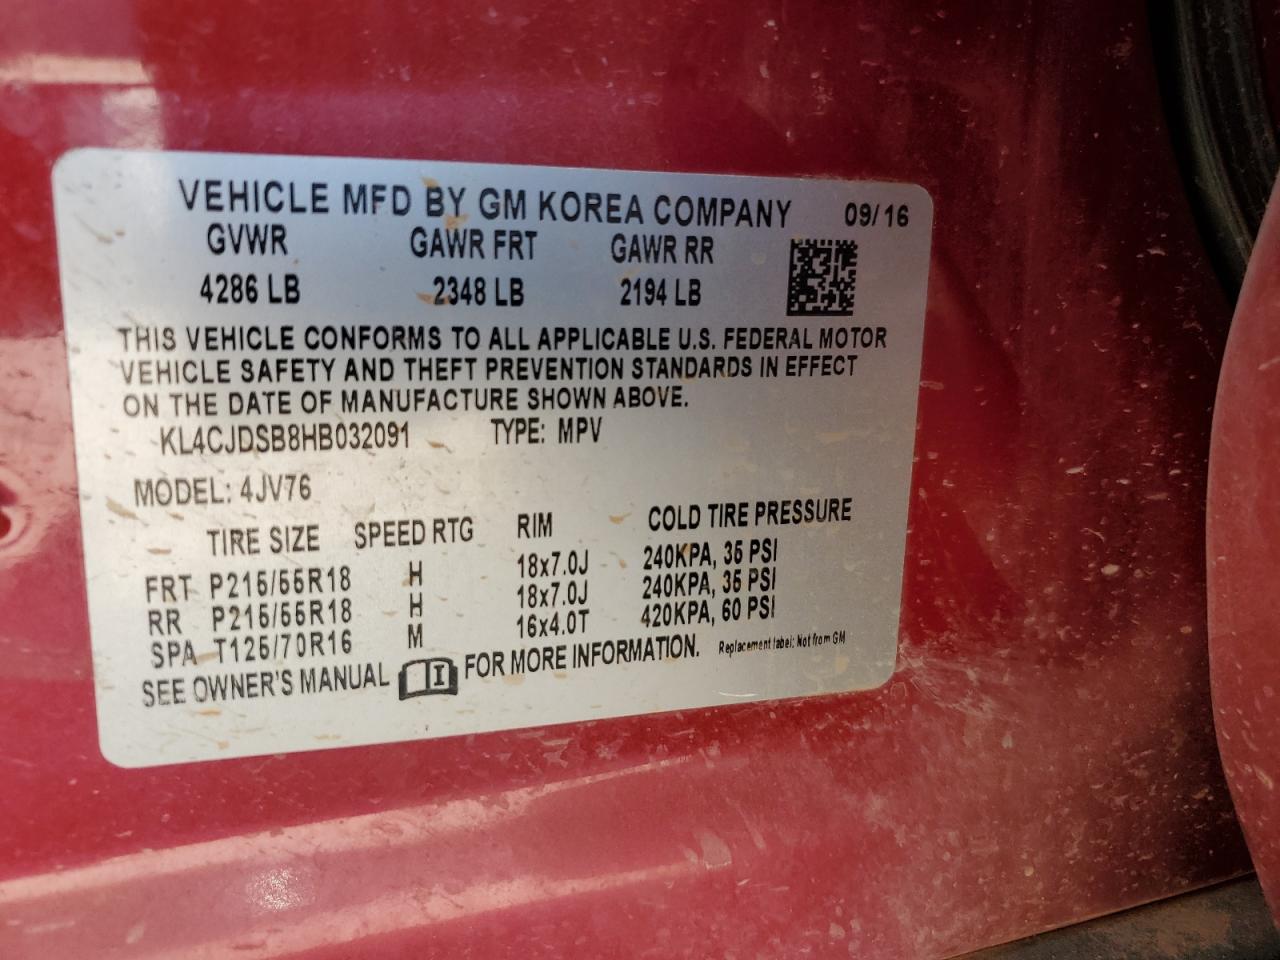 VEHICLE MFD BY GM KOREA COMPANY 09/16
GVWR GAWR FRT GAWR RR
4286 LB 2348 LB 2194 LB
THIS VEHICLE CONFORMS TO ALL APPLICABLE U.S. FEDERAL MOTOR
VEHICLE SAFETY AND THEFT PREVENTION STANDARDS IN EFFECT
ON THE DATE OF MANUFACTURE SHOWN ABOVE.
KL4CJDSB8HB032091 TYPE: MPV
MODEL: 4JV76
TIRE SIZE SPEED RTG RIM COLD TIRE PRESSURE
FRT P215/55R18 H 18x7.0J 240KPA, 35 PSI
RR P215/55R18 H 18x7.0J 240KPA, 35 PSI
SPA T125/70R16 M 16x4.0T 420KPA, 60 PSI
SEE OWNER'S MANUAL i FOR MORE INFORMATION. Replacement label: Not from GM